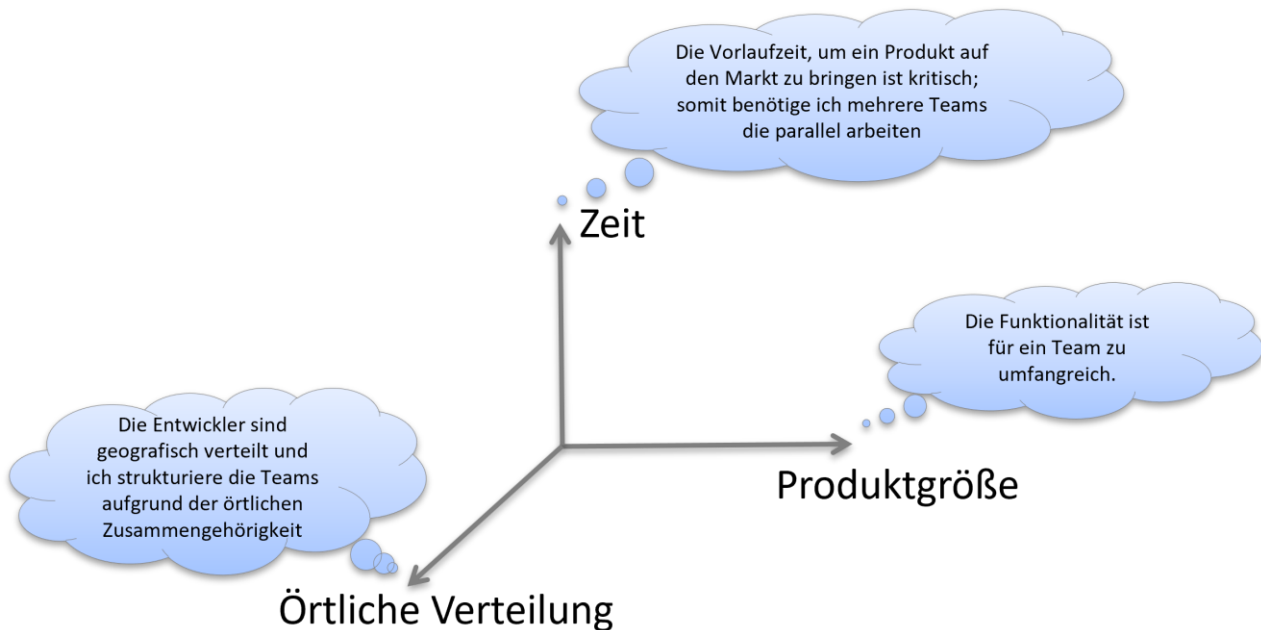 Die Vorlaufzeit, um ein Produkt auf
den Markt zu bringen ist kritisch;
somit benötige ich mehrere Teams
die parallel arbeiten
Zeit
Die Funktionalität ist
für ein Team zu
umfangreich.
Produktgröße
Die Entwickler sind
geografisch verteilt und
ich strukturiere die Teams
aufgrund der örtlichen
Zusammengehörigkeit
Örtliche Verteilung